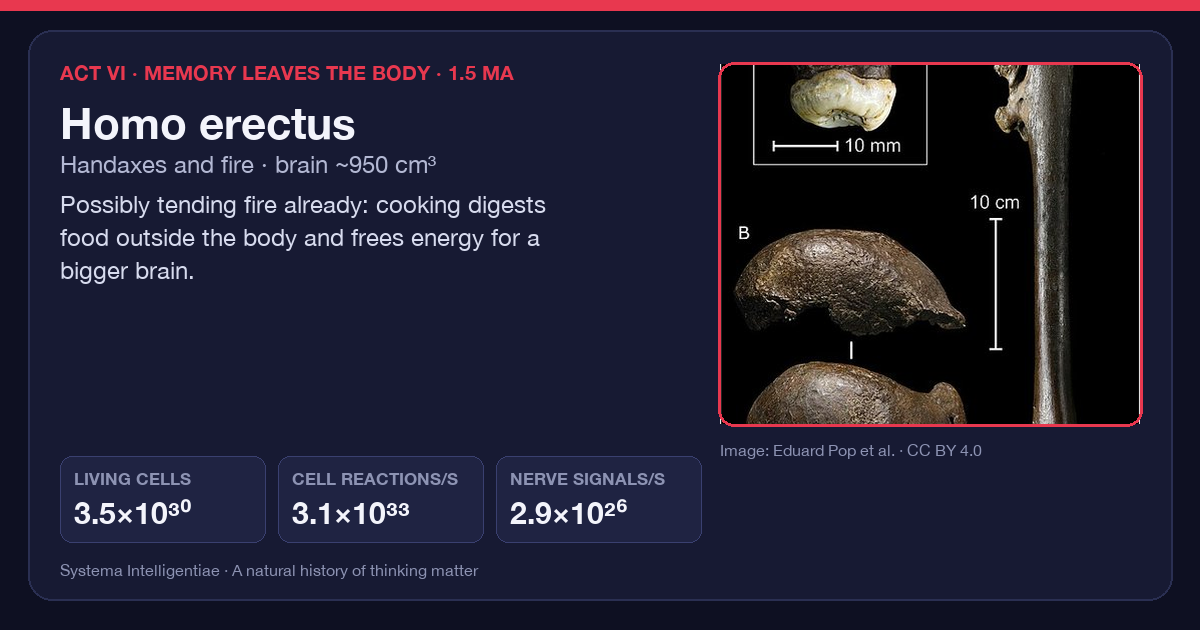 ACT VI · MEMORY LEAVES THE BODY · 1.5 MA
Homo erectus
Handaxes and fire · brain ~950 cm³
Possibly tending fire already: cooking digests
food outside the body and frees energy for a
bigger brain.
10 mm
10 cm
B
Image: Eduard Pop et al. · CC BY 4.0
LIVING CELLS
3.5×10³⁰
CELL REACTIONS/S
3.1×10³³
NERVE SIGNALS/S
2.9×10²⁶
Systema Intelligentiae · A natural history of thinking matter